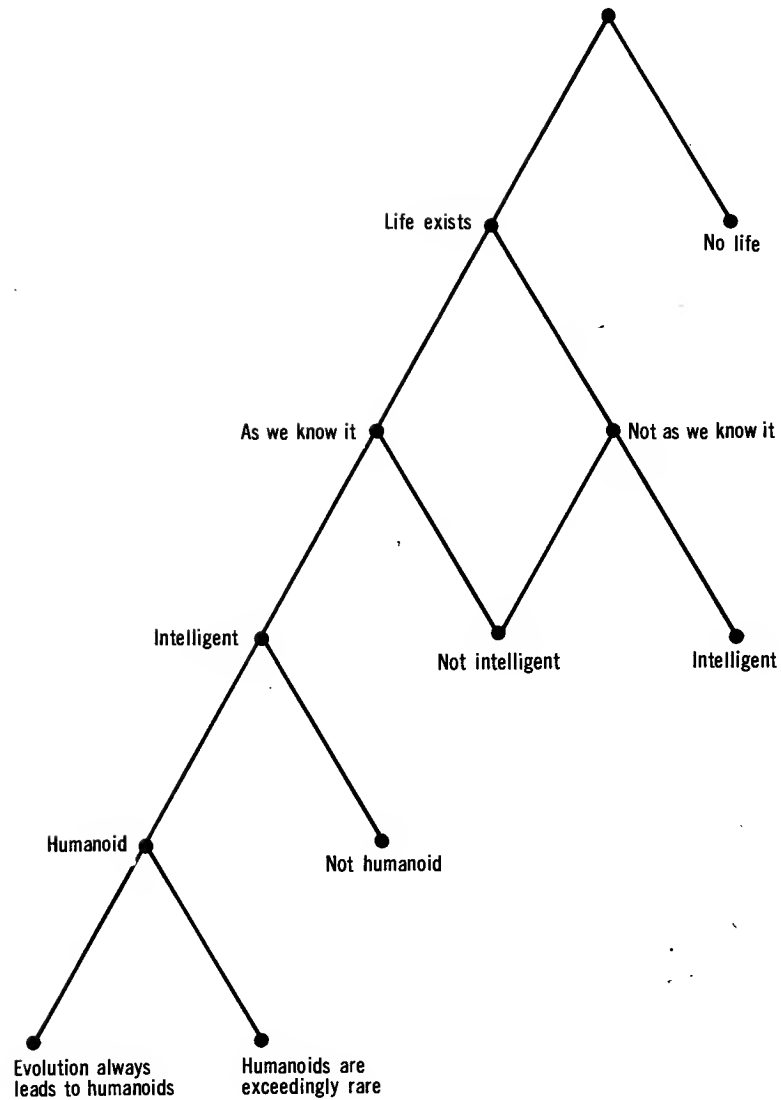 Life exists
No life
As we know it
Not as we know it
Intelligent
Not intelligent
Intelligent
Humanoid
Not humanoid
Evolution always
leads to humanoids
Humanoids are
exceedingly rare